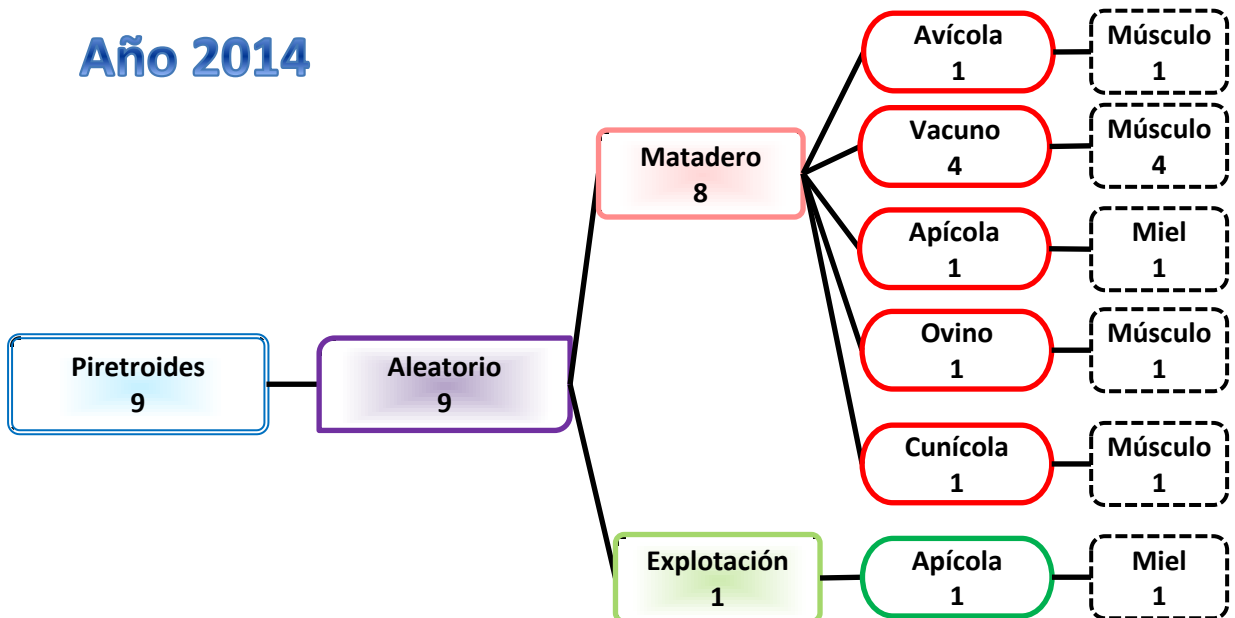 Año 2014
Piretroides
9
Aleatorio
9
Matadero
8
Avícola
1
Músculo
1
Vacuno
4
Músculo
4
Apícola
1
Miel
1
Ovino
1
Músculo
1
Cunícola
1
Músculo
1
Explotación
1
Apícola
1
Miel
1